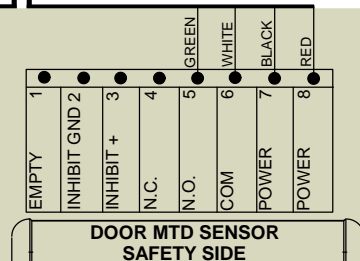 GREEN
WHITE
BLACK
RED
1
EMPTY
2
INHIBIT GND
3
INHIBIT +
4
N.C.
5
N.O.
6
COM
7
POWER
8
POWER
DOOR MTD SENSOR
SAFETY SIDE